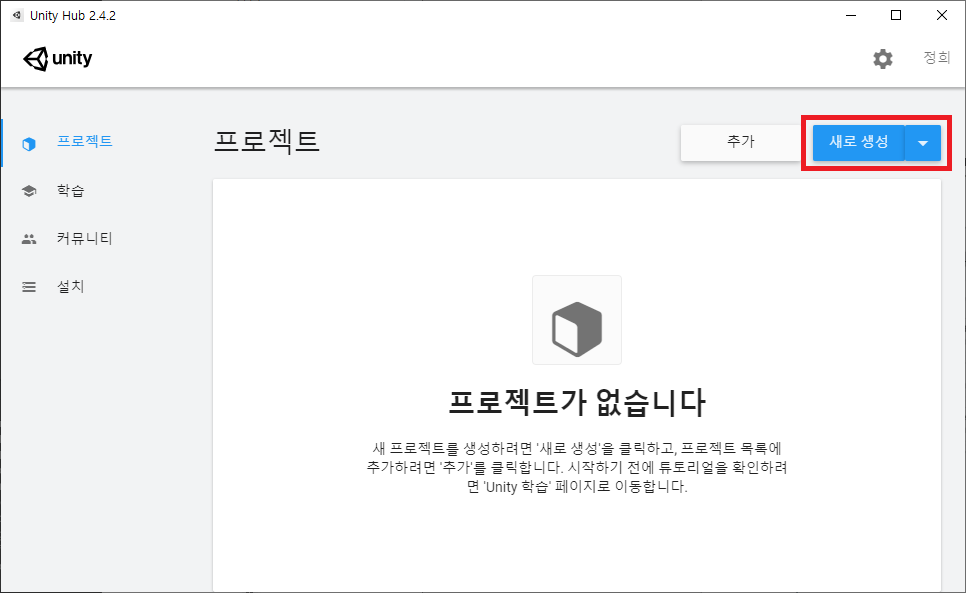 Unity Hub 2.4.2
unity
정희
프로젝트
학습
커뮤니티
설치
프로젝트
추가
새로 생성
프로젝트가 없습니다
새 프로젝트를 생성하려면 '새로 생성'을 클릭하고, 프로젝트 목록에
추가하려면 '추가'를 클릭합니다. 시작하기 전에 튜토리얼을 확인하려
면 'Unity 학습' 페이지로 이동합니다.